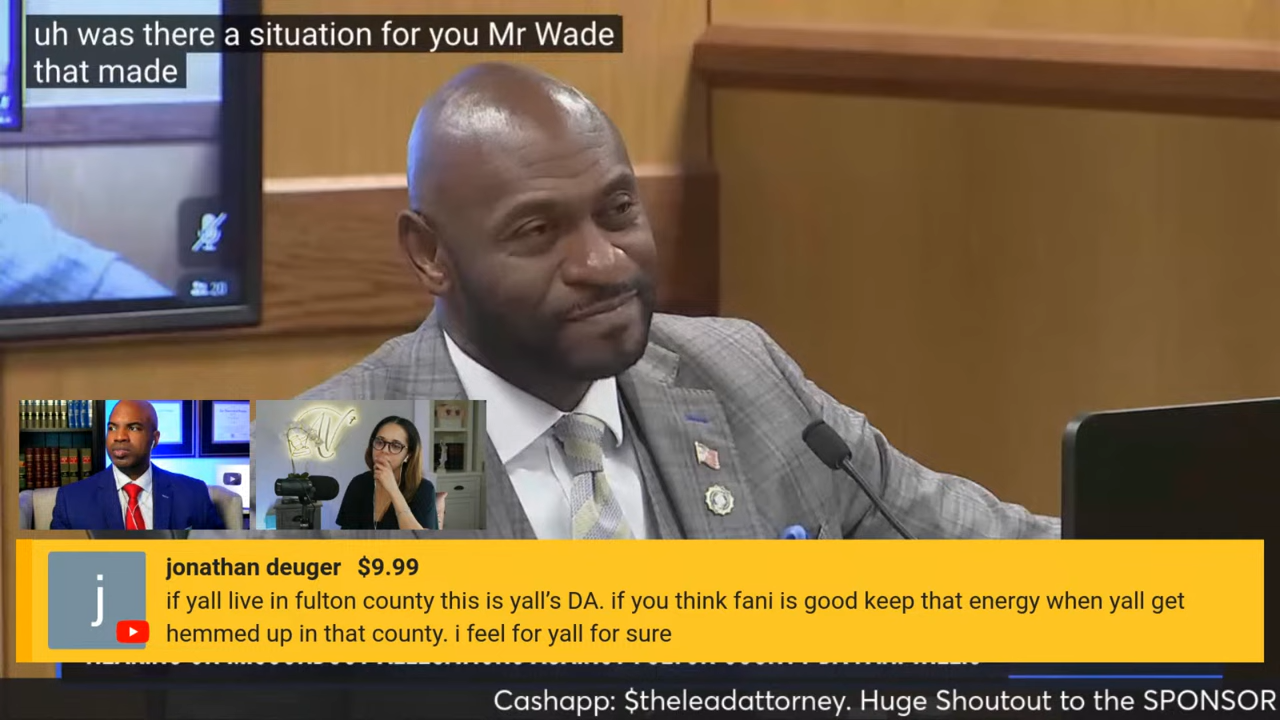 uh was there a situation for you Mr Wade
that made
j
jonathan deuger $9.99
if yall live in fulton county this is yall’s DA. if you think fani is good keep that energy when yall get
hemmed up in that county. i feel for yall for sure
Cashapp: $theleadattorney. Huge Shoutout to the SPONSOR